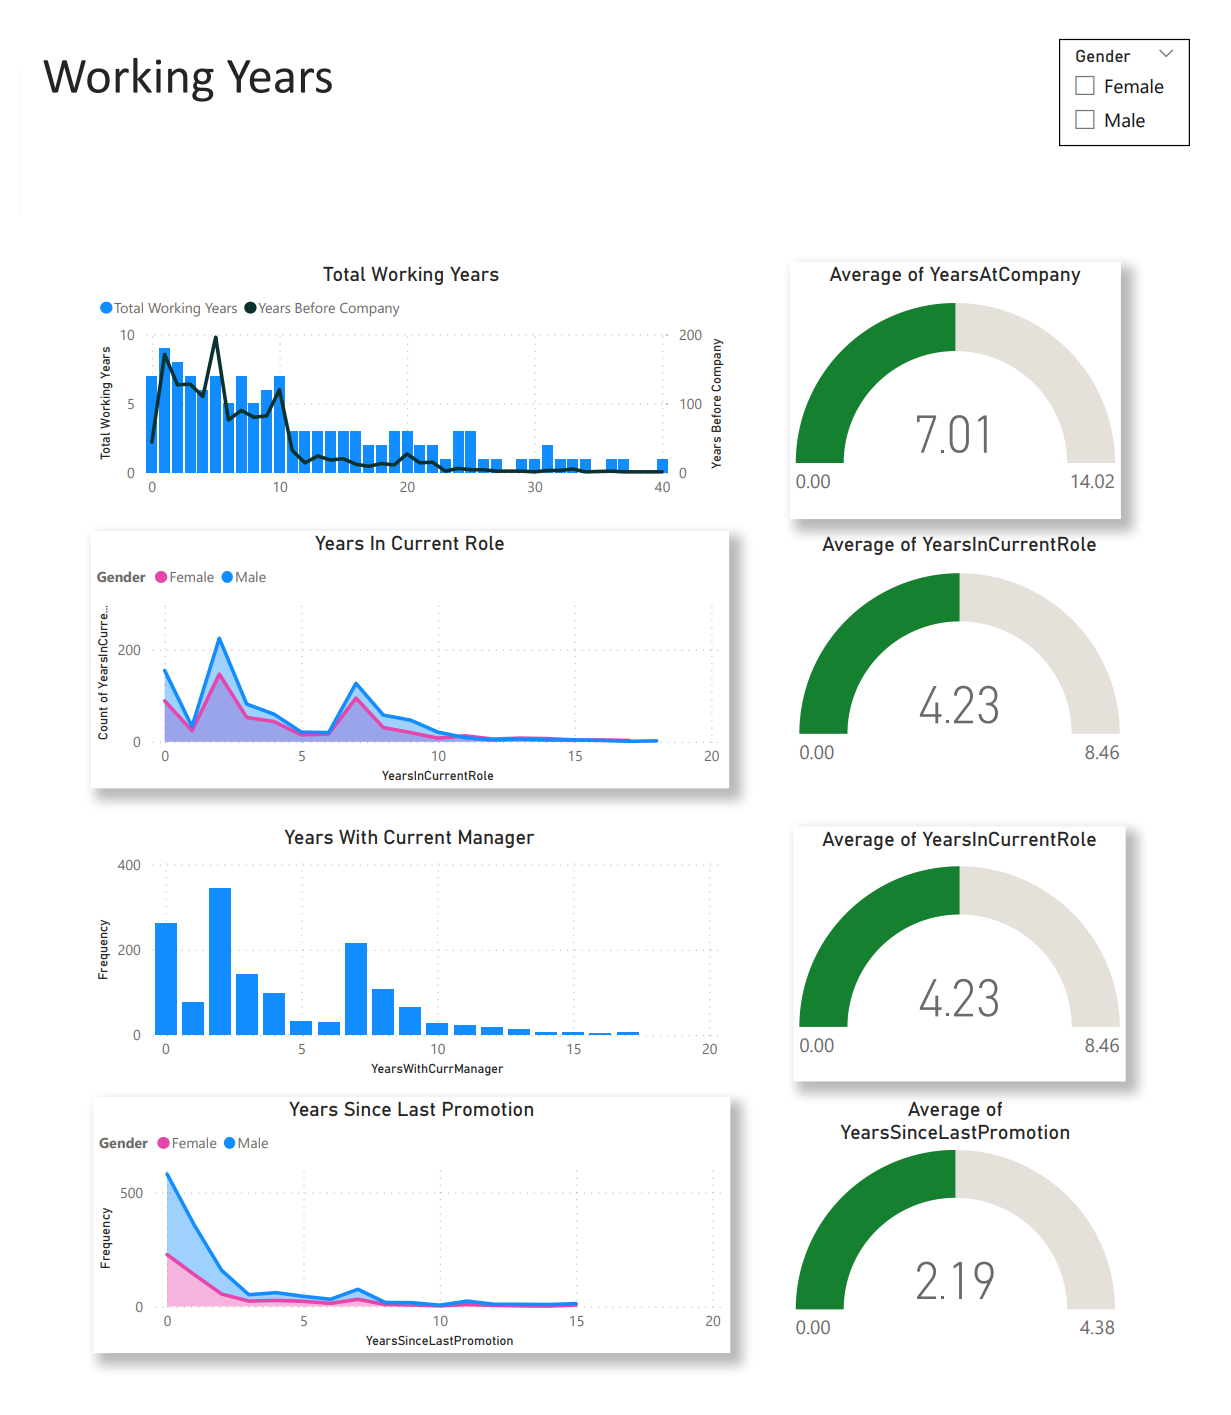 Working Years
Gender
Female
Male
Total Working Years
Total Working Years Years Before Company
Total Working Years
10
5
0
200
100
0
Years Before Company
0 10 20 30 40
Average of YearsAtCompany
7.01
0.00 14.02
Years In Current Role
Gender Female Male
Count of YearsInCurre...
200
0
0 5 10 15 20
YearsInCurrentRole
Average of YearsInCurrentRole
4.23
0.00 8.46
Years With Current Manager
Frequency
400
200
0
0 5 10 15 20
YearsWithCurrManager
Average of YearsInCurrentRole
4.23
0.00 8.46
Years Since Last Promotion
Gender Female Male
Frequency
500
0
0 5 10 15 20
YearsSinceLastPromotion
Average of
YearsSinceLastPromotion
2.19
0.00 4.38